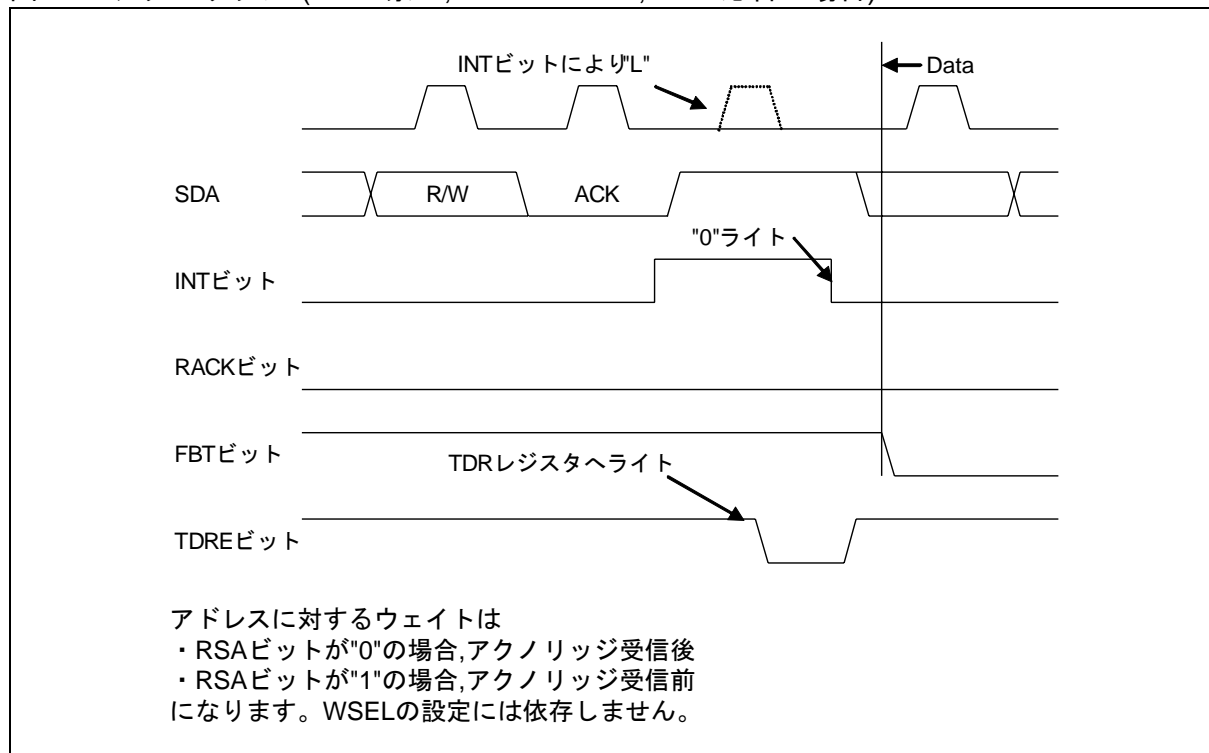 INTビットにより"L"
Data
SDA
R/W
ACK
"0"ライト
INTビット
RACKビット
FBTビット
TDRレジスタへライト
TDREビット
アドレスに対するウェイトは
・RSAビットが"0"の場合,アクノリッジ受信後
・RSAビットが"1"の場合,アクノリッジ受信前
になります。WSELの設定には依存しません。